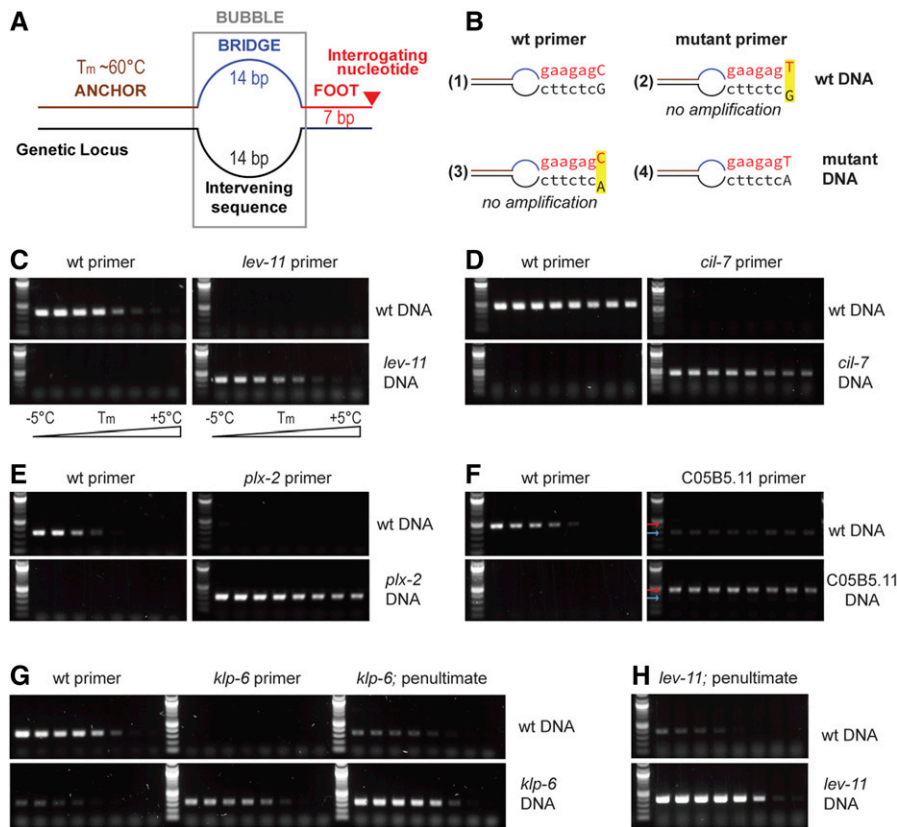 A
BUBBLE
BRIDGE
Tm ~60°C
ANCHOR
14 bp
Interrogating
nucleotide
FOOT
7 bp
Genetic Locus
14 bp
Intervening
sequence
B
wt primer
mutant primer
(1)
gaagagC
cttctcG
(2)
gaagagT
cttctcG
wt DNA
no amplification
(3)
gaagagC
cttctcA
(4)
gaagagT
cttctcA
mutant
DNA
no amplification
C
wt primer
lev-11 primer
wt DNA
lev-11
DNA
-5°C Tm +5°C
-5°C Tm +5°C
D
wt primer
cil-7 primer
wt DNA
cil-7
DNA
E
wt primer
plx-2 primer
wt DNA
plx-2
DNA
F
wt primer
C05B5.11 primer
wt DNA
C05B5.11
DNA
G
wt primer
klp-6 primer
klp-6; penultimate
wt DNA
klp-6
DNA
H
lev-11; penultimate
wt DNA
lev-11
DNA